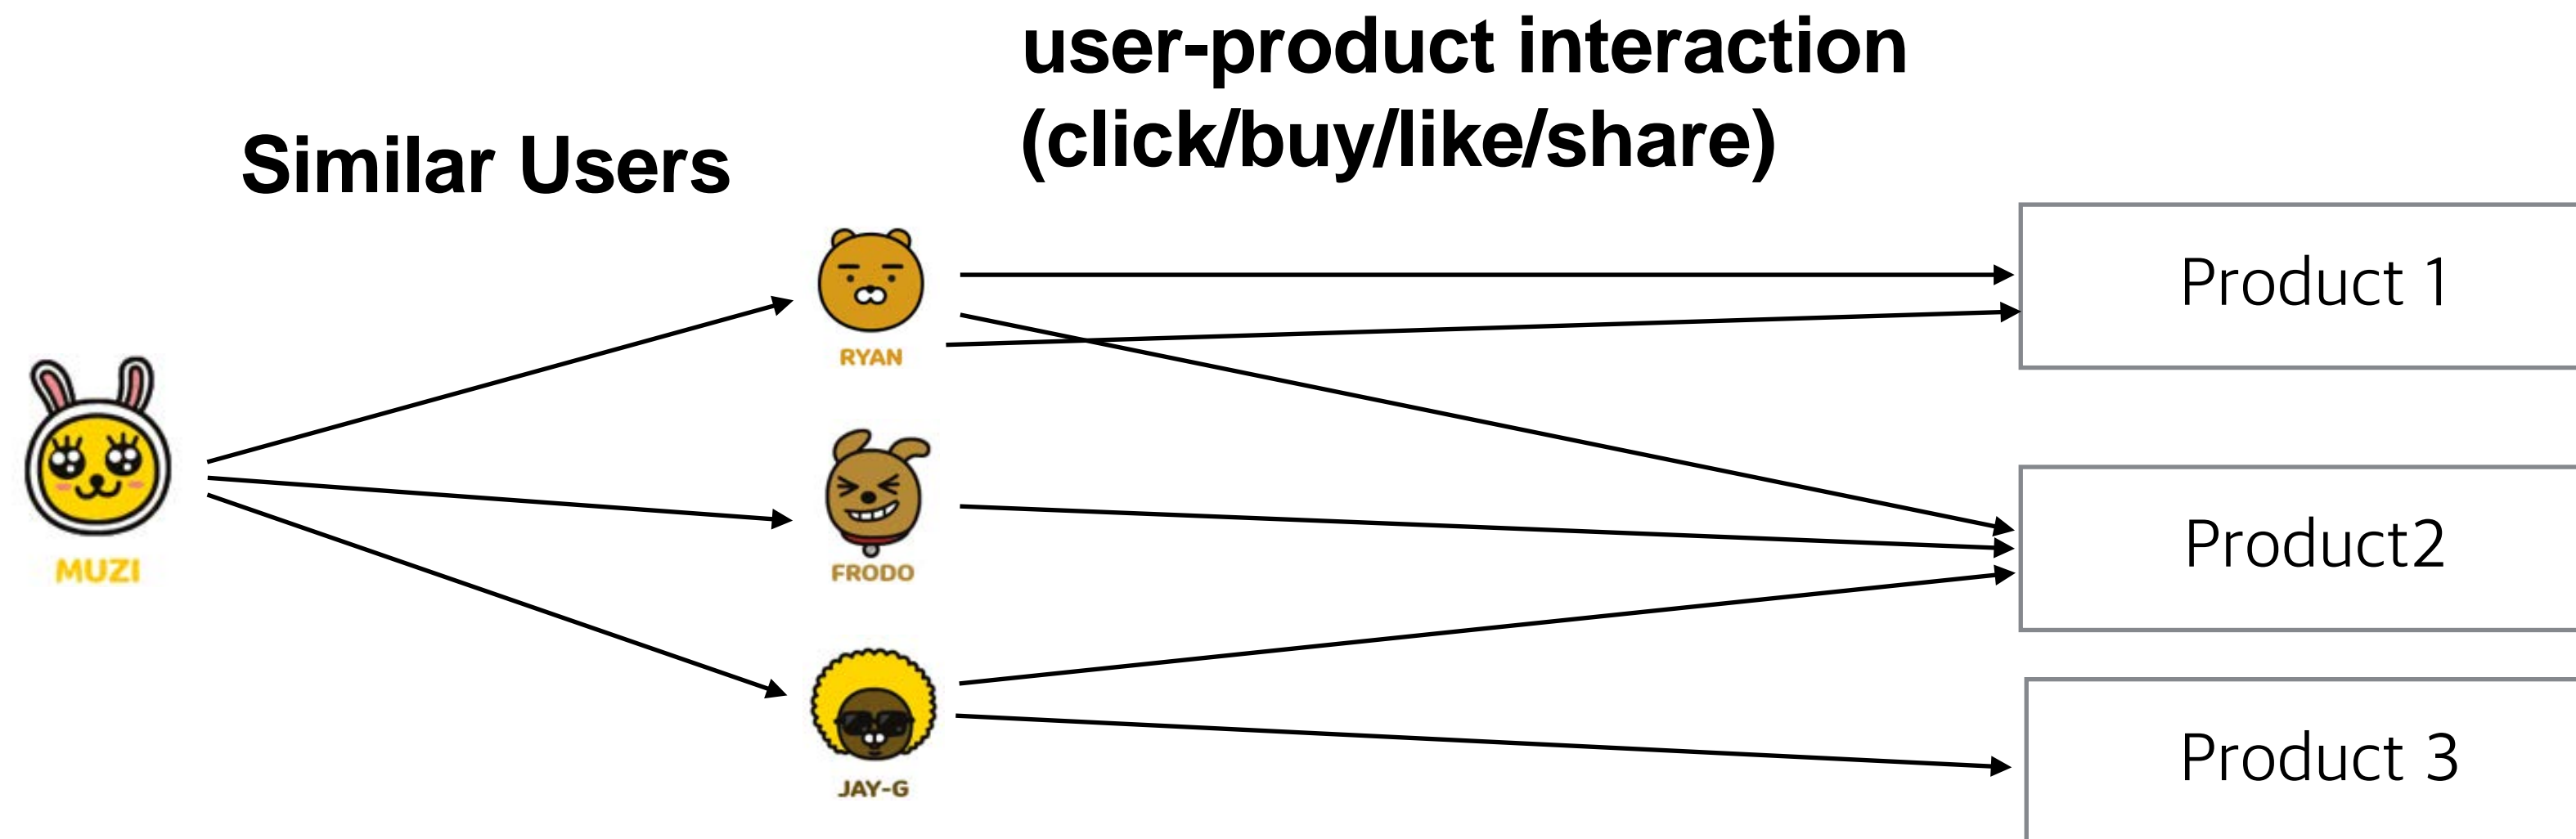 user-product interaction
(click/buy/like/share)
Similar Users
RYAN
Product 1
MUZI
FRODO
Product2
JAY-G
Product 3